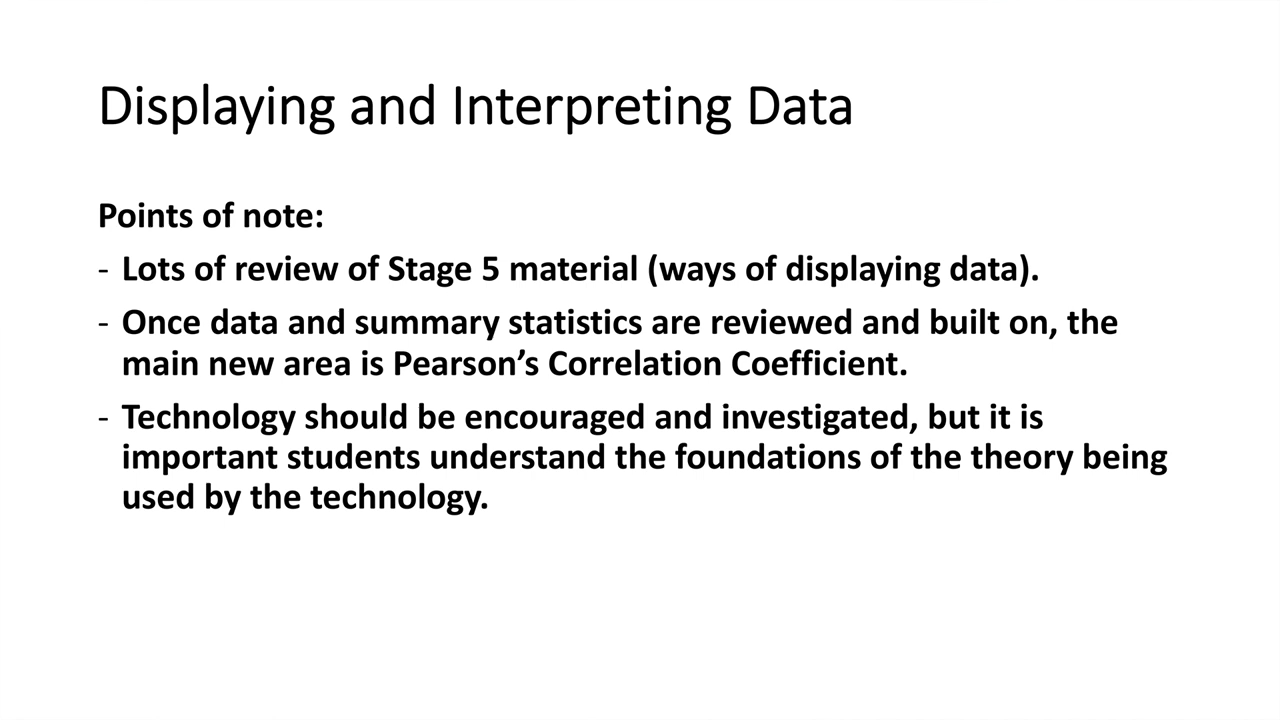 Displaying and Interpreting Data
Points of note:
- Lots of review of Stage 5 material (ways of displaying data).
- Once data and summary statistics are reviewed and built on, the
main new area is Pearson’s Correlation Coefficient.
- Technology should be encouraged and investigated, but it is
important students understand the foundations of the theory being
used by the technology.